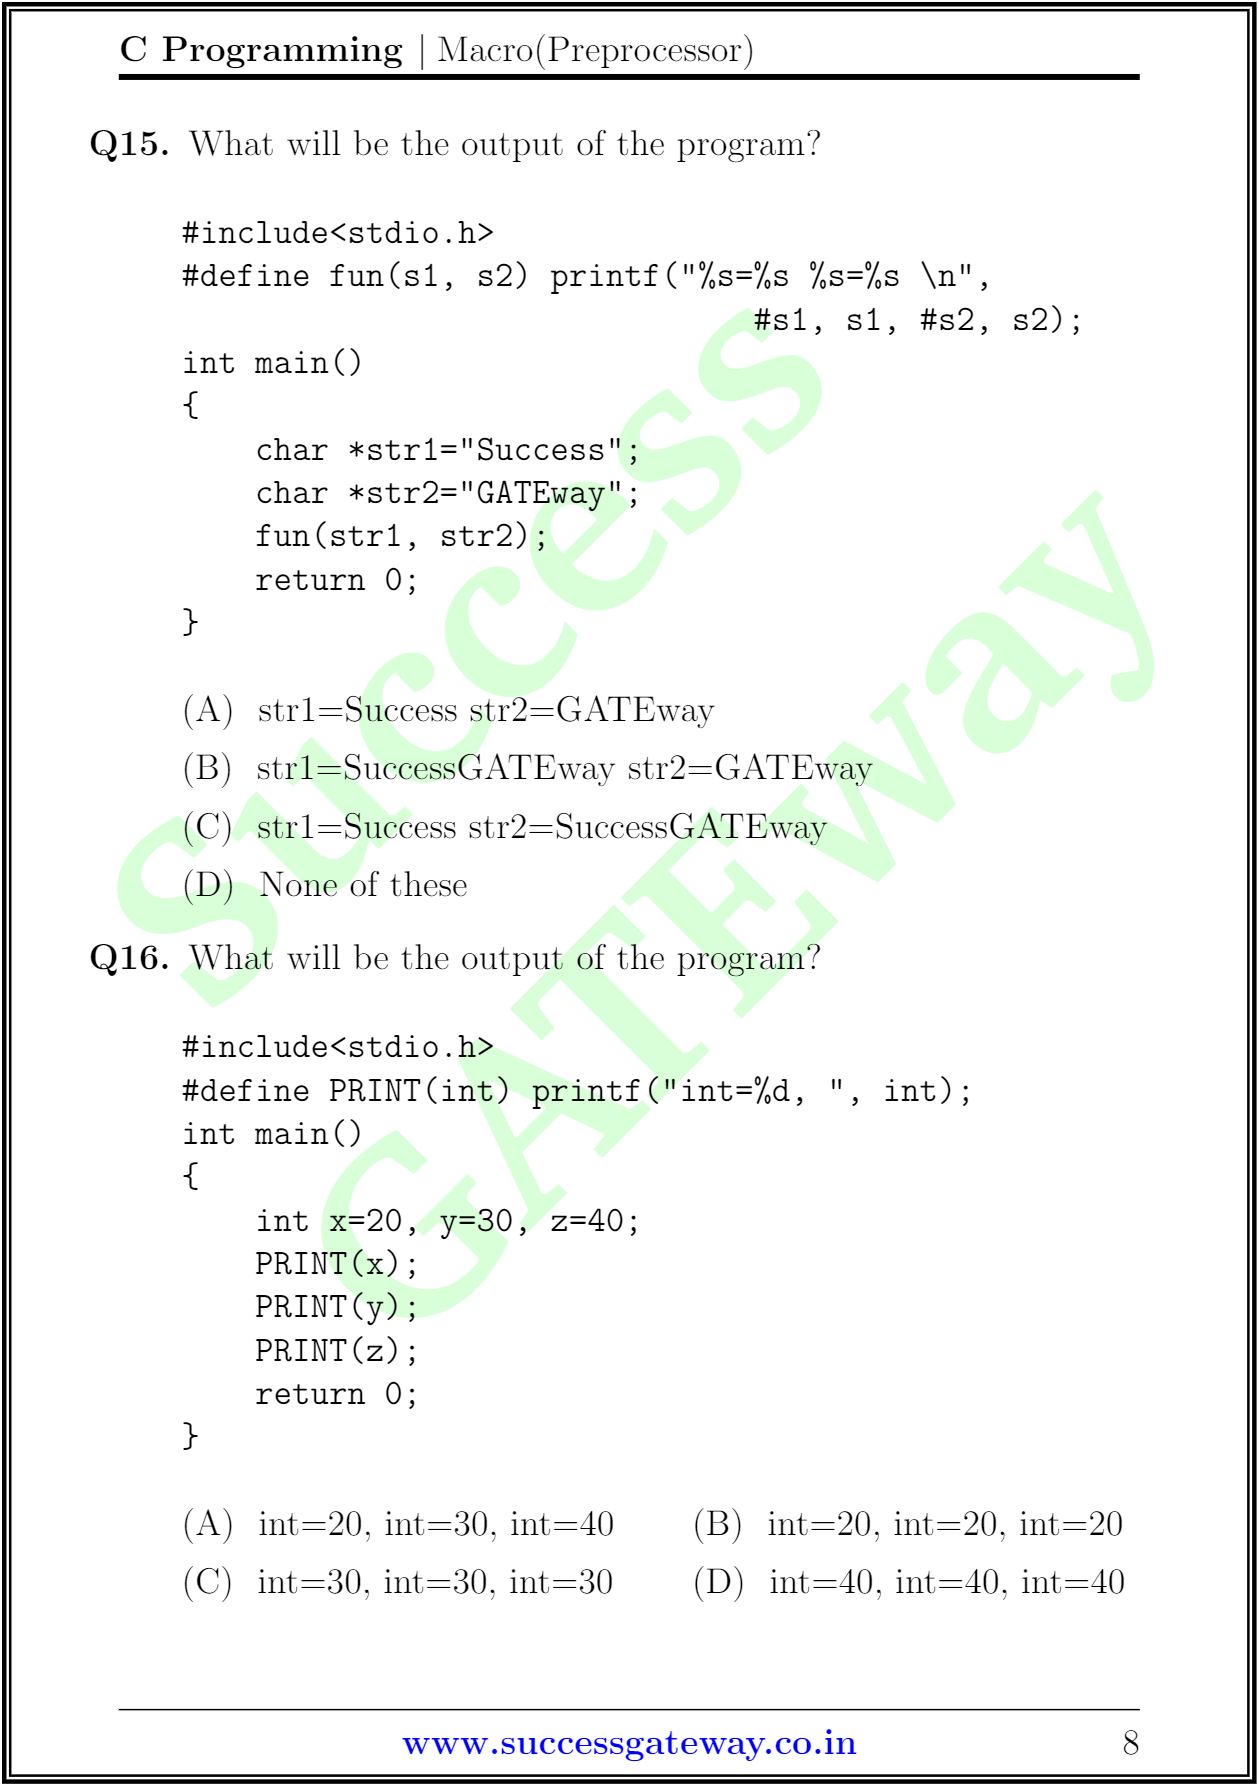 C Programming | Macro(Preprocessor)
Q15. What will be the output of the program?
#include<stdio.h>
#define fun(s1, s2) printf("%s=%s %s=%s \n",
#s1, s1, #s2, s2);
int main()
{
char *str1="Success";
char *str2="GATEway";
fun(str1, str2);
return 0;
}
(A) str1=Success str2=GATEway
(B) str1=SuccessGATEway str2=GATEway
(C) str1=Success str2=SuccessGATEway
(D) None of these
Q16. What will be the output of the program?
#include<stdio.h>
#define PRINT(int) printf("int=%d, ", int);
int main()
{
int x=20, y=30, z=40;
PRINT(x);
PRINT(y);
PRINT(z);
return 0;
}
(A) int=20, int=30, int=40 (B) int=20, int=20, int=20
(C) int=30, int=30, int=30 (D) int=40, int=40, int=40
www.successgateway.co.in 8
Success
GATEway